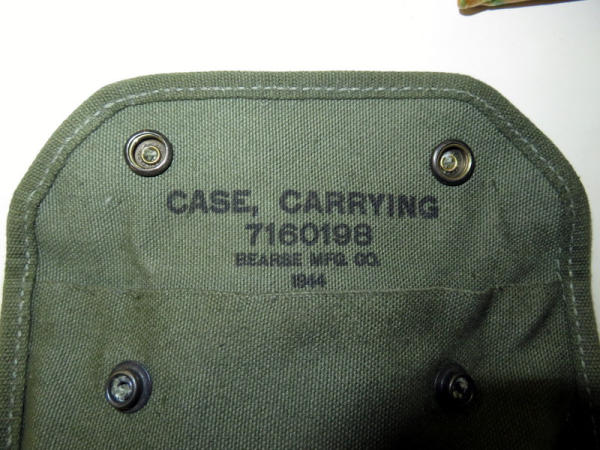 CASE, CARRYING
7160198
BEARSE MFG. CO.
1944